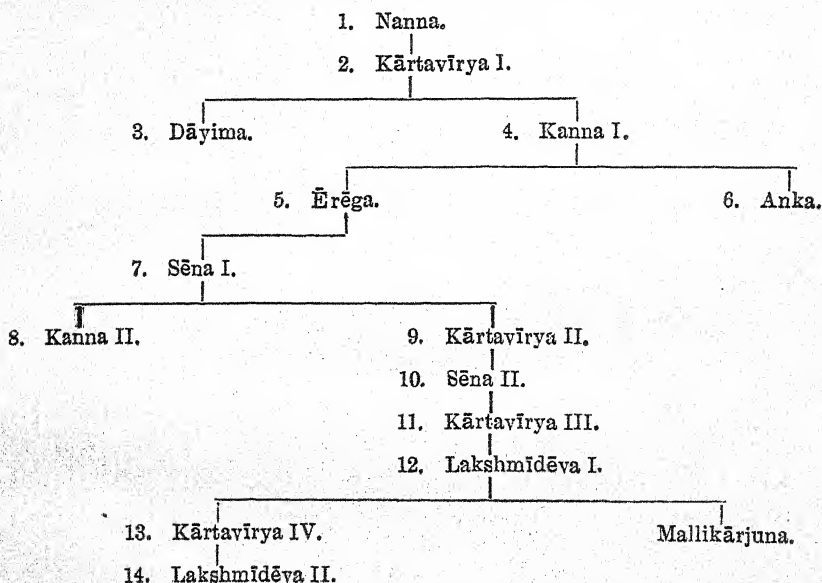 1. Nanna.
2. Kārtavīrya I.
3. Dāyima. 4. Kanna I.
5. Ērēga. 6. Anka.
7. Sēna I.
8. Kanna II. 9. Kārtavīrya II.
10. Sēna II.
11. Kārtavīrya III.
12. Lakshmīdēva I.
13. Kārtavīrya IV. Mallikārjuna.
14. Lakshmīdēva II.